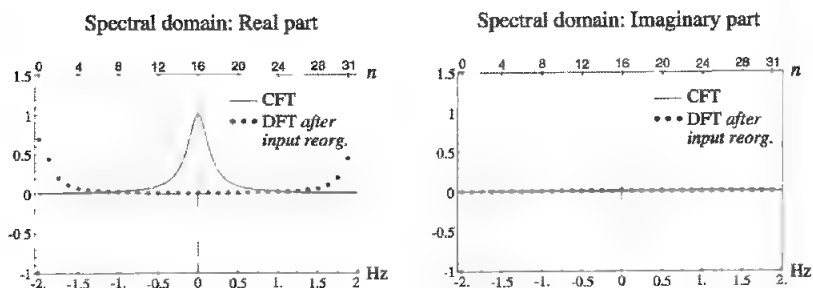 Spectral domain: Real part
0 4 8 12 16 20 24 28 31 n
1.5
1
0.5
0
-0.5
-1
CFT
DFT after
input reorg.
-2. -1.5 -1. -0.5 0 0.5 1. 1.5 2. Hz
Spectral domain: Imaginary part
0 4 8 12 16 20 24 28 31 n
1.5
1
0.5
0
-0.5
-1
CFT
DFT after
input reorg.
-2. -1.5 -1. -0.5 0 0.5 1. 1.5 2. Hz